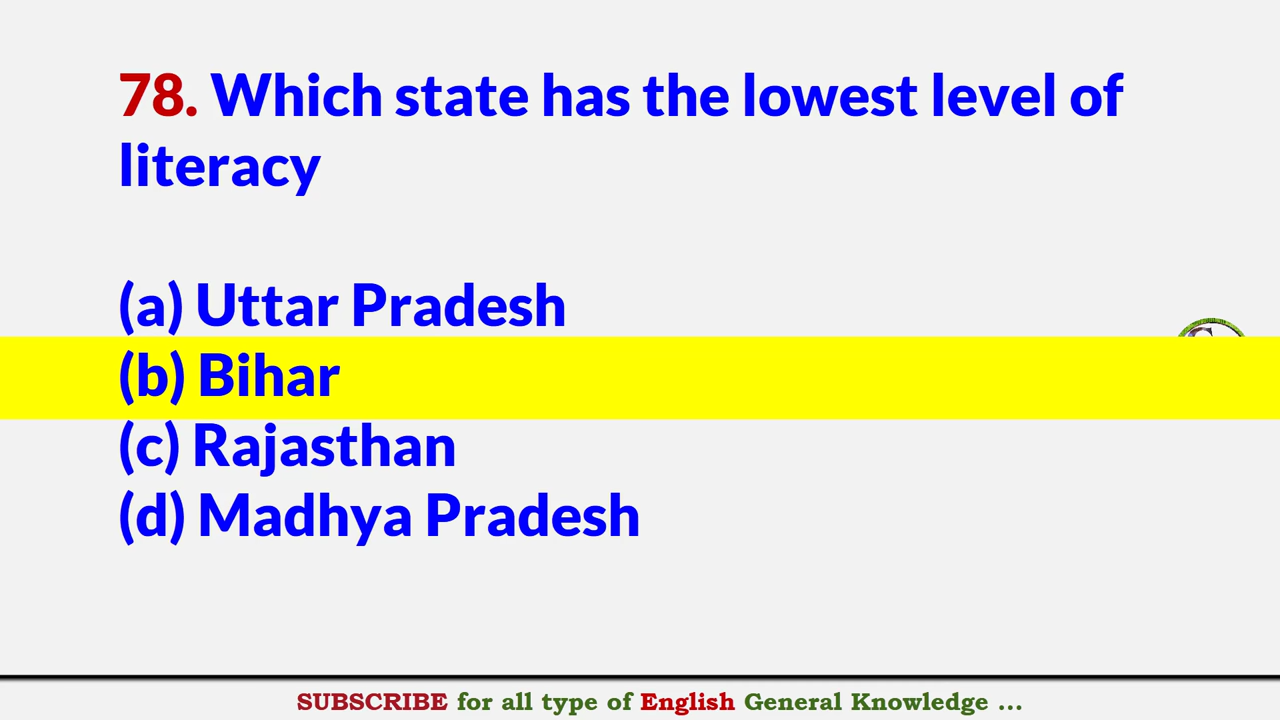 78. Which state has the lowest level of
literacy
(a) Uttar Pradesh
(b) Bihar
(c) Rajasthan
(d) Madhya Pradesh
SUBSCRIBE for all type of English General Knowledge ...